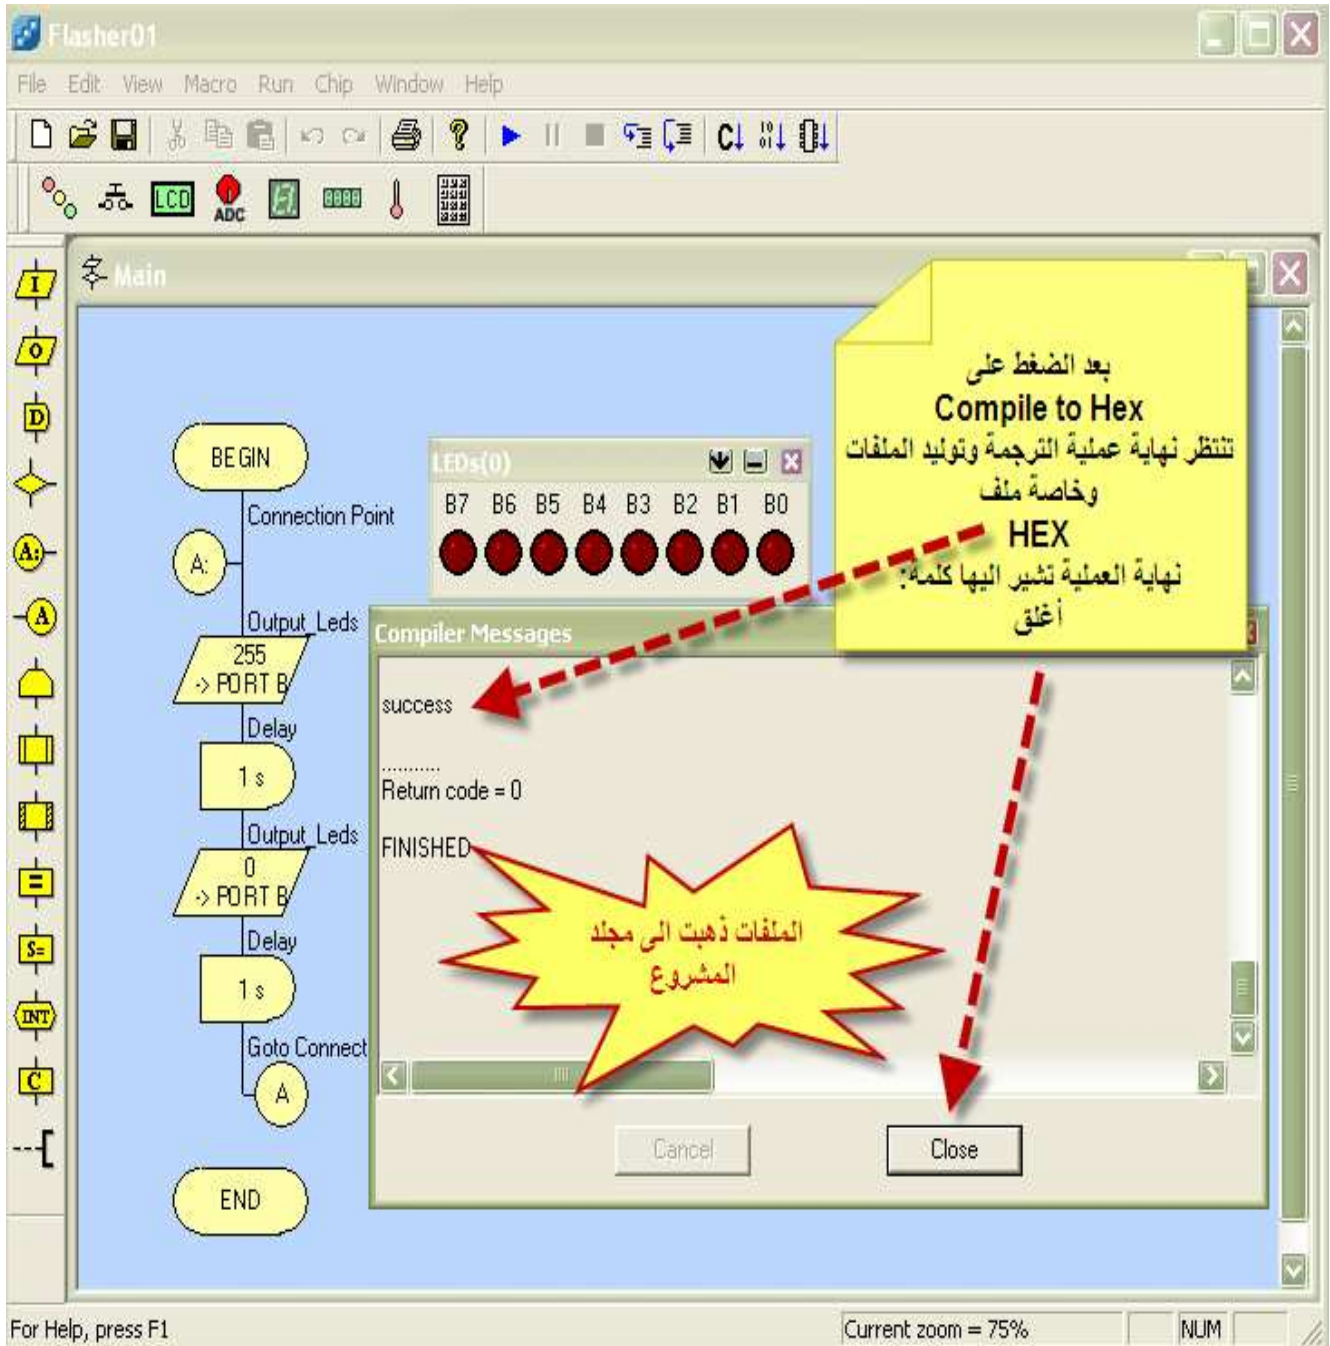 Flasher01
File Edit View Macro Run Chip Window Help
C
LCD
ADC
Main
I
O
D
A:
A
=
S=
INT
C
BEGIN
Connection Point
A:
Output_Leds
255
-> PORT B
Delay
1 s
Output_Leds
0
-> PORT B
Delay
1 s
Goto Connect
A
END
LEDs(0)
B7 B6 B5 B4 B3 B2 B1 B0
بعد الضغط على
Compile to Hex
تنتظر نهاية عملية الترجمة وتوليد الملفات
وخاصة ملف
HEX
نهاية العملية تشير اليها كلمة:
أغلق
Compiler Messages
success
...........
Return code = 0
FINISHED
الملفات ذهبت الى مجلد
المشروع
Cancel
Close
For Help, press F1
Current zoom = 75%
NUM